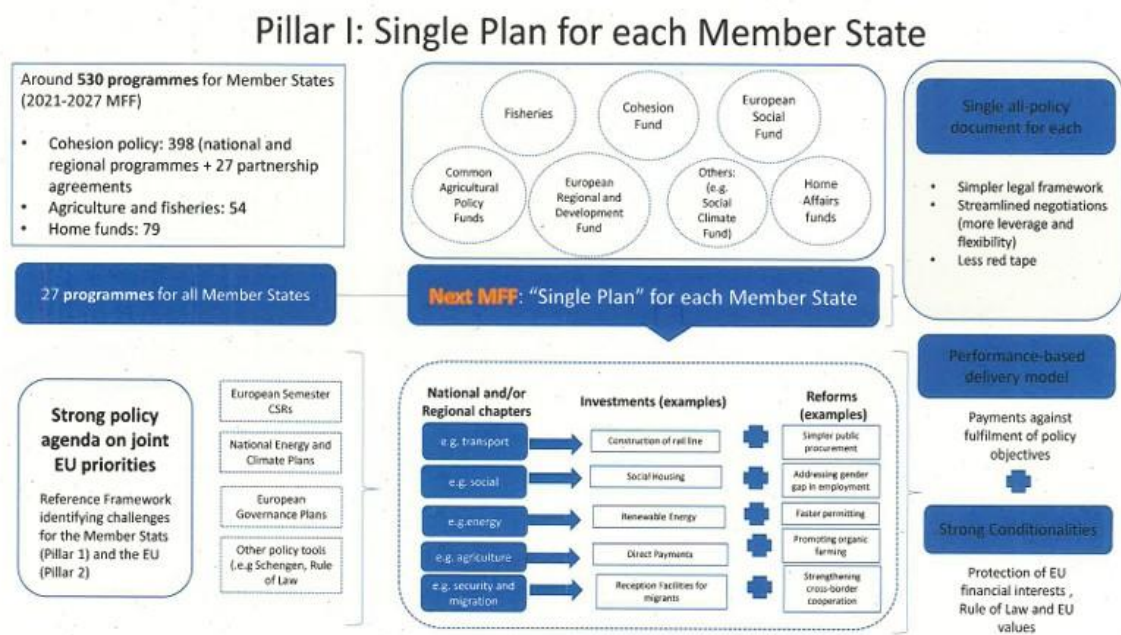 Pillar I: Single Plan for each Member State
Around 530 programmes for Member States
(2021-2027 MFF)
• Cohesion policy: 398 (national and
regional programmes + 27 partnership
agreements
• Agriculture and fisheries: 54
• Home funds: 79
Fisheries
Cohesion
Fund
European
Social
Fund
Common
Agricultural
Policy
Funds
European
Regional and
Development
Fund
Others:
(e.g.
Social
Climate
Fund)
Home
Affairs
funds
Single all-policy
document for each
• Simpler legal framework
• Streamlined negotiations
(more leverage and
flexibility)
• Less red tape
27 programmes for all Member States
Next MFF: “Single Plan” for each Member State
Strong policy
agenda on joint
EU priorities
Reference Framework
identifying challenges
for the Member Stats
(Pillar 1) and the EU
(Pillar 2)
European Semester
CSRs
National Energy and
Climate Plans
European
Governance Plans
Other policy tools
(.e.g Schengen, Rule
of Law
National and/or
Regional chapters
Investments (examples)
Reforms
(examples)
e.g. transport
Construction of rail line
Simpler public
procurement
e.g. social
Social Housing
Addressing gender
gap in employment
e.g.energy
Renewable Energy
Faster permitting
e.g. agriculture
Direct Payments
Promoting organic
farming
e.g. security and
migration
Reception Facilities for
migrants
Strengthening
cross-border
cooperation
Performance-based
delivery model
Payments against
fulfilment of policy
objectives
Strong Conditionalities
Protection of EU
financial interests ,
Rule of Law and EU
values